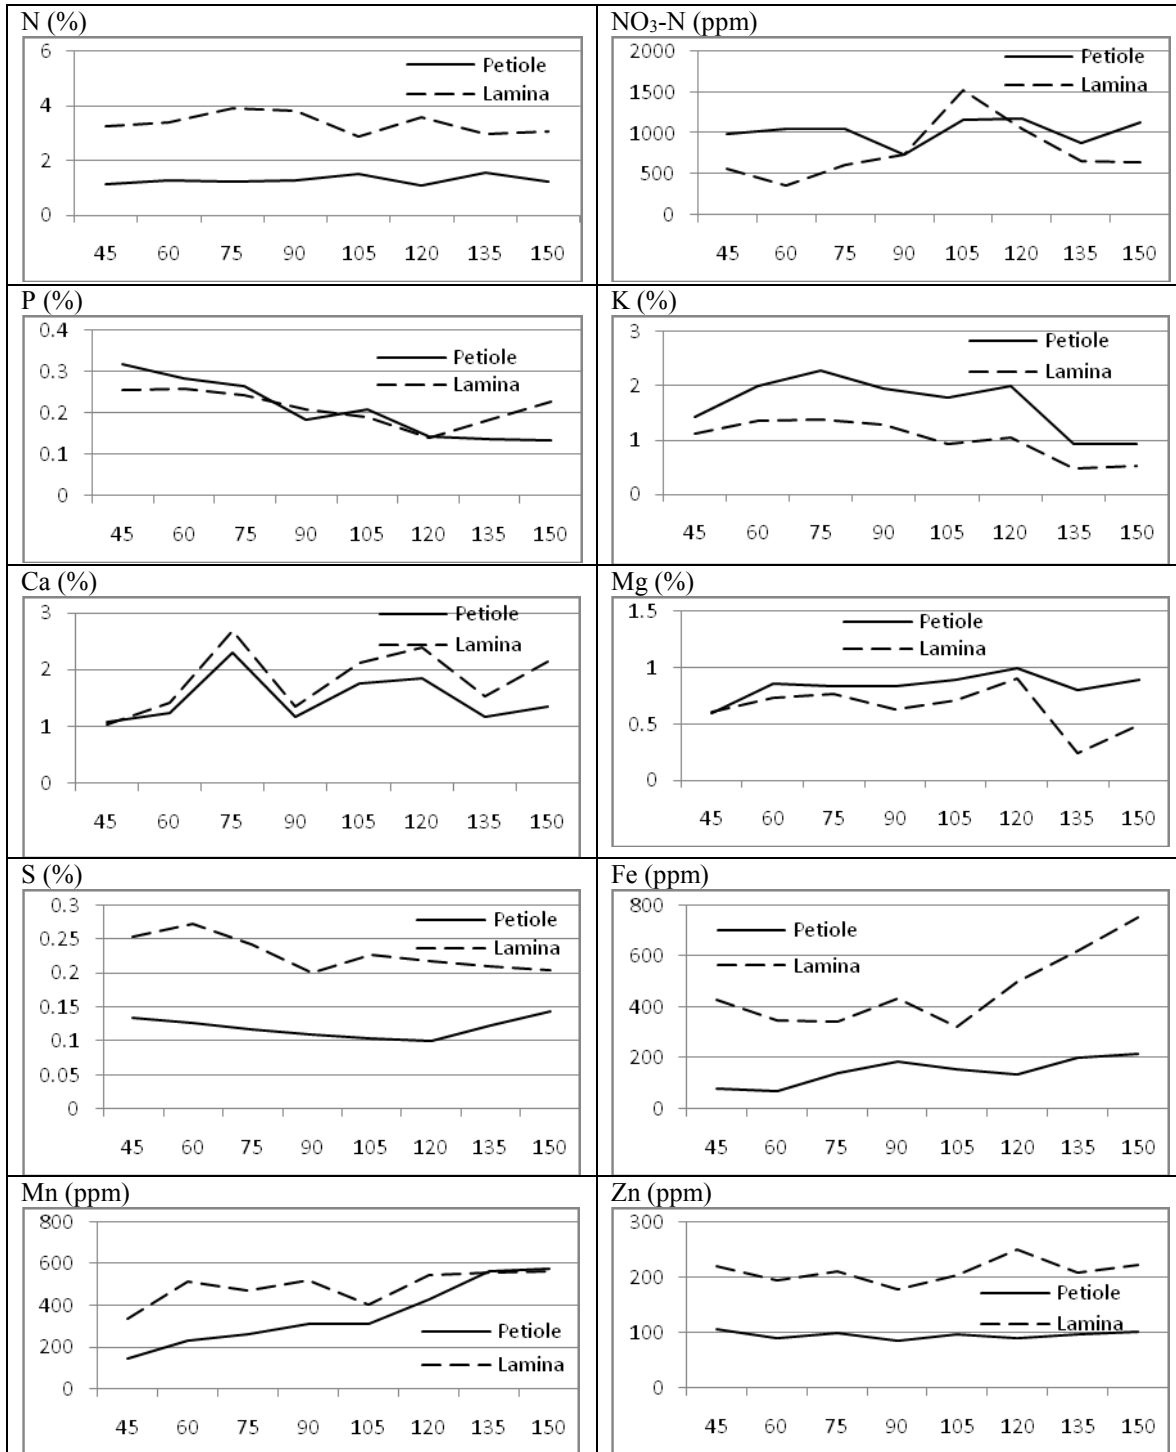 N (%)
6
4
2
0
Petiole
Lamina
45 60 75 90 105 120 135 150
NO₃-N (ppm)
2000
1500
1000
500
0
Petiole
Lamina
45 60 75 90 105 120 135 150
P (%)
0.4
0.3
0.2
0.1
0
Petiole
Lamina
45 60 75 90 105 120 135 150
K (%)
3
2
1
0
Petiole
Lamina
45 60 75 90 105 120 135 150
Ca (%)
3
2
1
0
Petiole
Lamina
45 60 75 90 105 120 135 150
Mg (%)
1.5
1
0.5
0
Petiole
Lamina
45 60 75 90 105 120 135 150
S (%)
0.3
0.25
0.2
0.15
0.1
0.05
0
Petiole
Lamina
45 60 75 90 105 120 135 150
Fe (ppm)
800
600
400
200
0
Petiole
Lamina
45 60 75 90 105 120 135 150
Mn (ppm)
800
600
400
200
0
Petiole
Lamina
45 60 75 90 105 120 135 150
Zn (ppm)
300
200
100
0
Petiole
Lamina
45 60 75 90 105 120 135 150